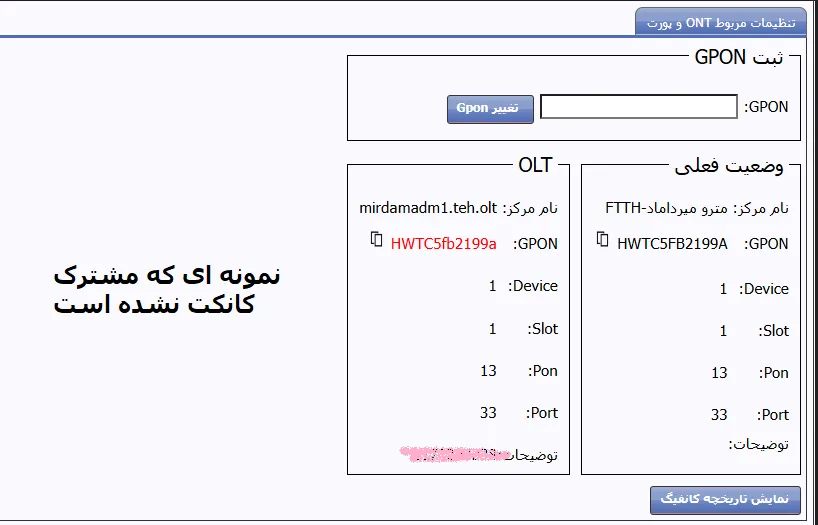 تنظیمات مربوط ONT و پورت
ثبت GPON
GPON:
تغییر Gpon
وضعیت فعلی
نام مرکز: مترو میرداماد-FTTH
GPON: HWTC5FB2199A
Device: 1
Slot: 1
Pon: 13
Port: 33
توضیحات:
OLT
نام مرکز: mirdamadm1.teh.olt
GPON: HWTC5fb2199a
Device: 1
Slot: 1
Pon: 13
Port: 33
توضیحات:
نمونه ای که مشترک
کانکت نشده است
نمایش تاریخچه کانفیگ